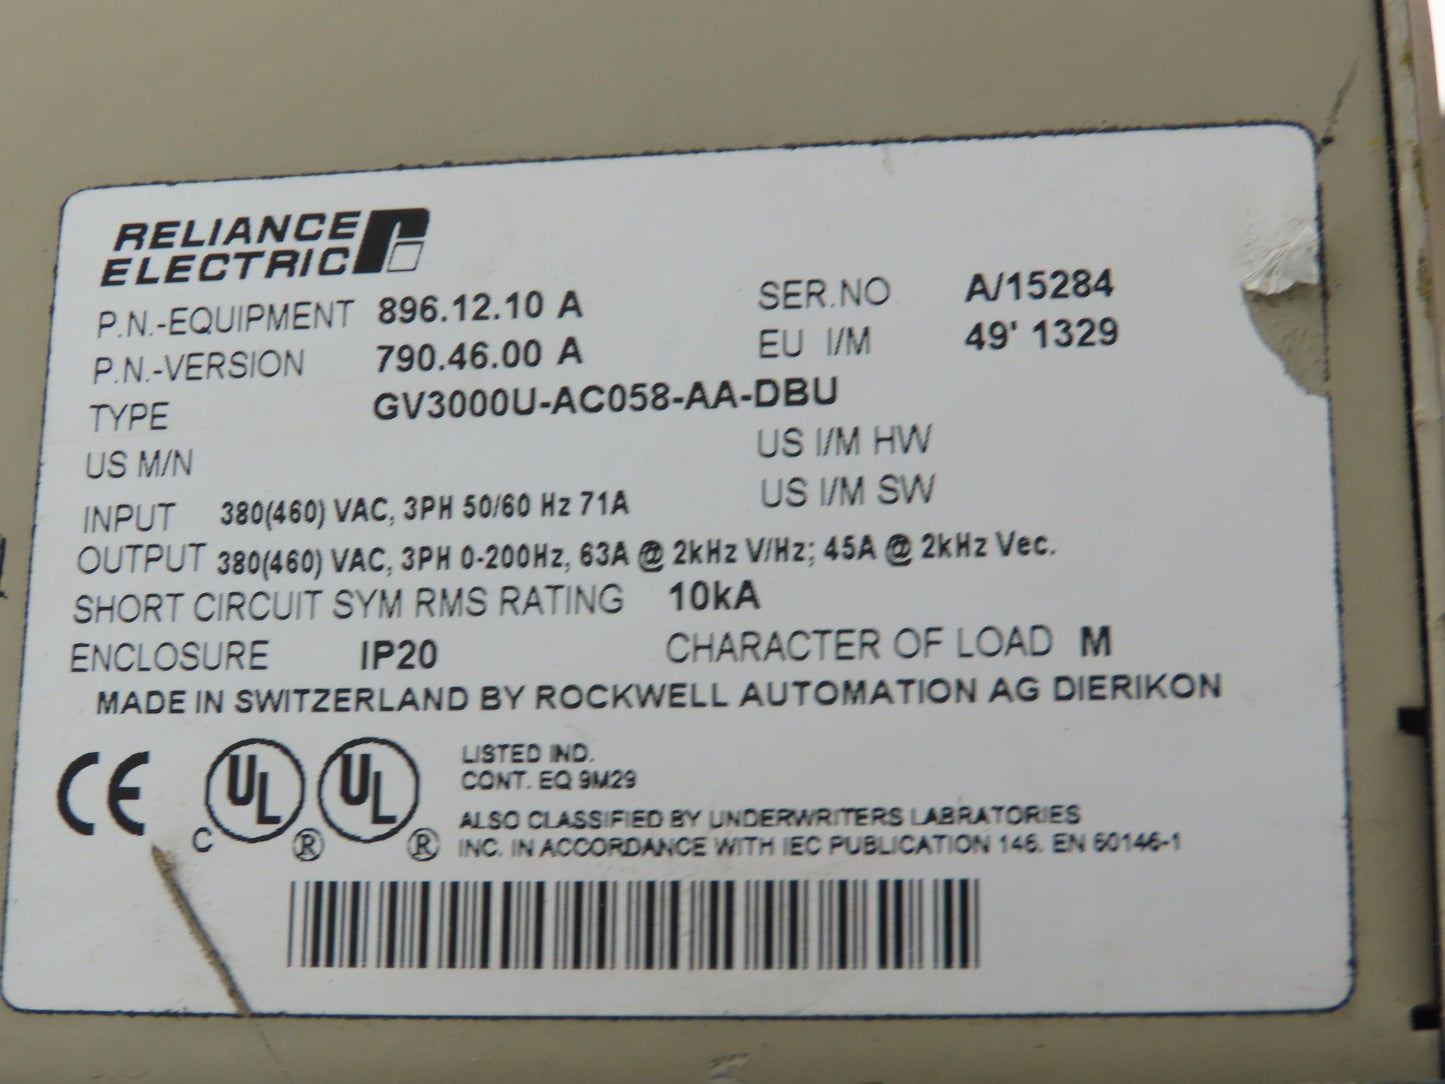 RELIANCE
ELECTRIC
P.N.-EQUIPMENT 896.12.10 A SER.NO A/15284
P.N.-VERSION 790.46.00 A EU I/M 49' 1329
TYPE GV3000U-AC058-AA-DBU
US M/N US I/M HW
INPUT 380(460) VAC, 3PH 50/60 Hz 71A US I/M SW
OUTPUT 380(460) VAC, 3PH 0-200Hz, 63A @ 2kHz V/Hz; 45A @ 2kHz Vec.
SHORT CIRCUIT SYM RMS RATING 10kA
ENCLOSURE IP20 CHARACTER OF LOAD M
MADE IN SWITZERLAND BY ROCKWELL AUTOMATION AG DIERIKON
CE C UL ® UL ® LISTED IND.
CONT. EQ 9M29
ALSO CLASSIFIED BY UNDERWRITERS LABRATORIES
INC. IN ACCORDANCE WITH IEC PUBLICATION 146. EN 60146-1